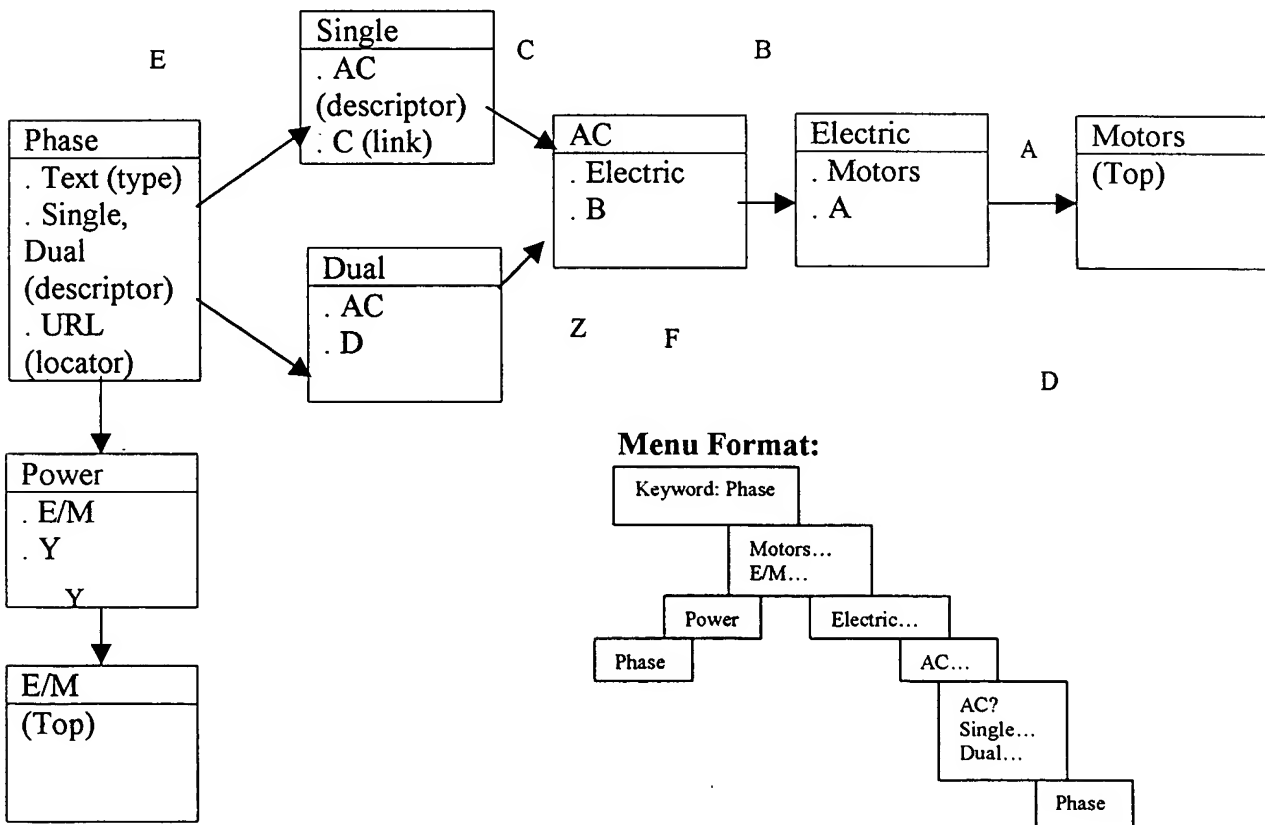 E
Single
. AC
(descriptor)
. C (link)
C
B
Phase
. Text (type)
. Single,
Dual
(descriptor)
. URL
(locator)
AC
. Electric
. B
Electric
. Motors
. A
A
Motors
(Top)
Dual
. AC
. D
Z
F
D
Power
. E/M
. Y
Y
E/M
(Top)
Menu Format:
Keyword: Phase
Motors...
E/M...
Power
Electric...
Phase
AC...
AC?
Single...
Dual...
Phase